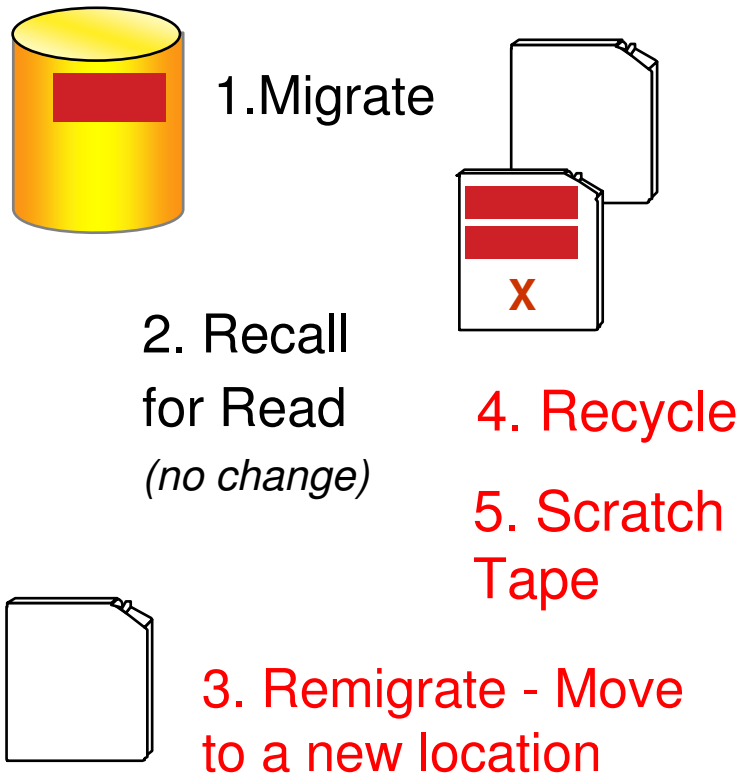 1.Migrate
X
2. Recall
for Read
(no change)
4. Recycle
5. Scratch
Tape
3. Remigrate - Move
to a new location